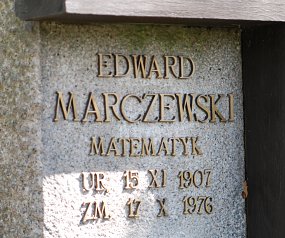 EDWARD
MARCZEWSKI
MATEMATYK
UR. 15 XI 1907
ZM. 17 X 1976